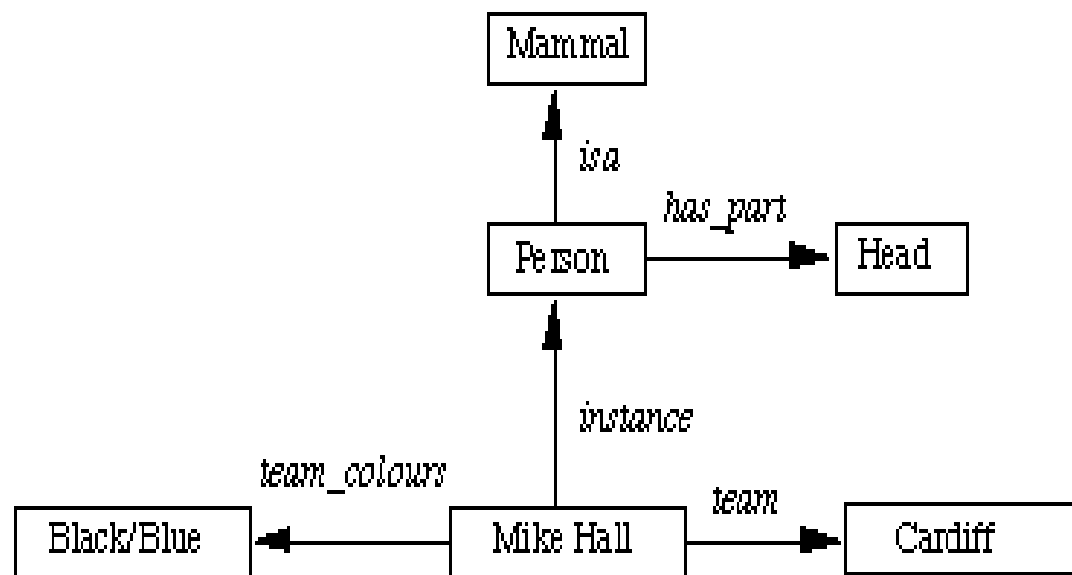 Mammal
isa
has_part
Person
Head
instance
team_colours
team
Black/Blue
Mike Hall
Cardiff